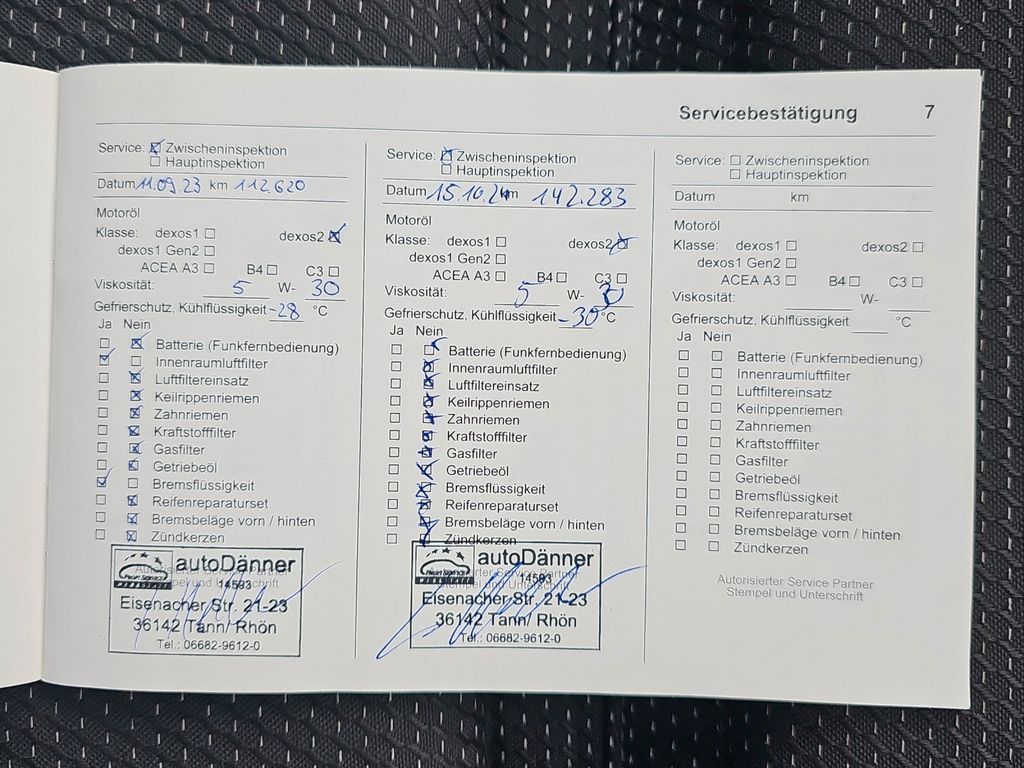 Servicebestätigung 7
Service: ☒ Zwischeninspektion
☐ Hauptinspektion
Datum 11.09.23 km 112620
Motoröl
Klasse: dexos1 ☐ dexos2 ☒
dexos1 Gen2 ☐
ACEA A3 ☐ B4 ☐ C3 ☐
Viskosität: 5 W- 30
Gefrierschutz, Kühlflüssigkeit -28 °C
Ja Nein
☐ ☒ Batterie (Funkfernbedienung)
☒ ☐ Innenraumluftfilter
☐ ☒ Luftfiltereinsatz
☐ ☒ Keilrippenriemen
☐ ☒ Zahnriemen
☐ ☒ Kraftstofffilter
☐ ☒ Gasfilter
☐ ☒ Getriebeöl
☒ ☐ Bremsflüssigkeit
☐ ☒ Reifenreparaturset
☐ ☒ Bremsbeläge vorn / hinten
☐ ☒ Zündkerzen
autoDänner
14593
Eisenacher Str. 21-23
36142 Tann/ Rhön
Tel.: 06682-9612-0
Service: ☒ Zwischeninspektion
☐ Hauptinspektion
Datum 15.10.24 km 142.283
Motoröl
Klasse: dexos1 ☐ dexos2 ☒
dexos1 Gen2 ☐
ACEA A3 ☐ B4 ☐ C3 ☐
Viskosität: 5 W- 30
Gefrierschutz, Kühlflüssigkeit -30 °C
Ja Nein
☐ ☒ Batterie (Funkfernbedienung)
☐ ☒ Innenraumluftfilter
☐ ☒ Luftfiltereinsatz
☐ ☒ Keilrippenriemen
☐ ☒ Zahnriemen
☐ ☒ Kraftstofffilter
☐ ☒ Gasfilter
☐ ☒ Getriebeöl
☐ ☒ Bremsflüssigkeit
☐ ☒ Reifenreparaturset
☐ ☒ Bremsbeläge vorn / hinten
☐ ☒ Zündkerzen
autoDänner
Service Partner
14593
Stempel und Unterschrift
Eisenacher Str. 21-23
36142 Tann/ Rhön
Tel.: 06682-9612-0
Service: ☐ Zwischeninspektion
☐ Hauptinspektion
Datum km
Motoröl
Klasse: dexos1 ☐ dexos2 ☐
dexos1 Gen2 ☐
ACEA A3 ☐ B4 ☐ C3 ☐
Viskosität: W-
Gefrierschutz, Kühlflüssigkeit °C
Ja Nein
☐ ☐ Batterie (Funkfernbedienung)
☐ ☐ Innenraumluftfilter
☐ ☐ Luftfiltereinsatz
☐ ☐ Keilrippenriemen
☐ ☐ Zahnriemen
☐ ☐ Kraftstofffilter
☐ ☐ Gasfilter
☐ ☐ Getriebeöl
☐ ☐ Bremsflüssigkeit
☐ ☐ Reifenreparaturset
☐ ☐ Bremsbeläge vorn / hinten
☐ ☐ Zündkerzen
Autorisierter Service Partner
Stempel und Unterschrift